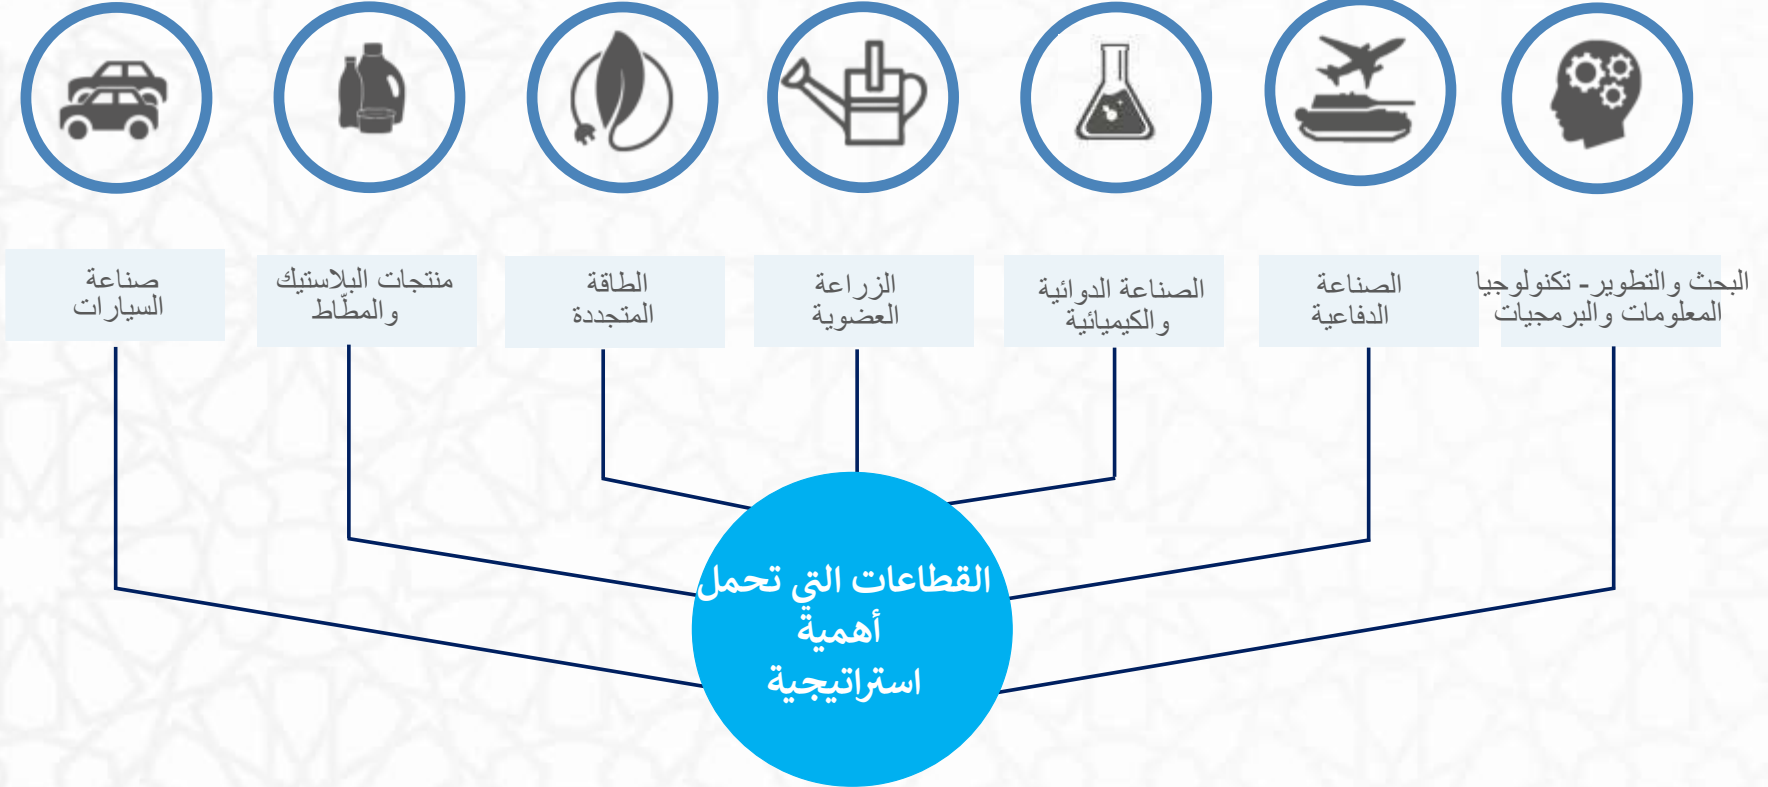 البحث والتطوير- تكنولوجيا
المعلومات والبرمجيات
الصناعة
الدفاعية
الصناعة الدوائية
والكيميائية
الزراعة
العضوية
الطاقة
المتجددة
منتجات البلاستيك
والمطّاط
صناعة
السيارات
القطاعات التي تحمل
أهمية
استراتيجية